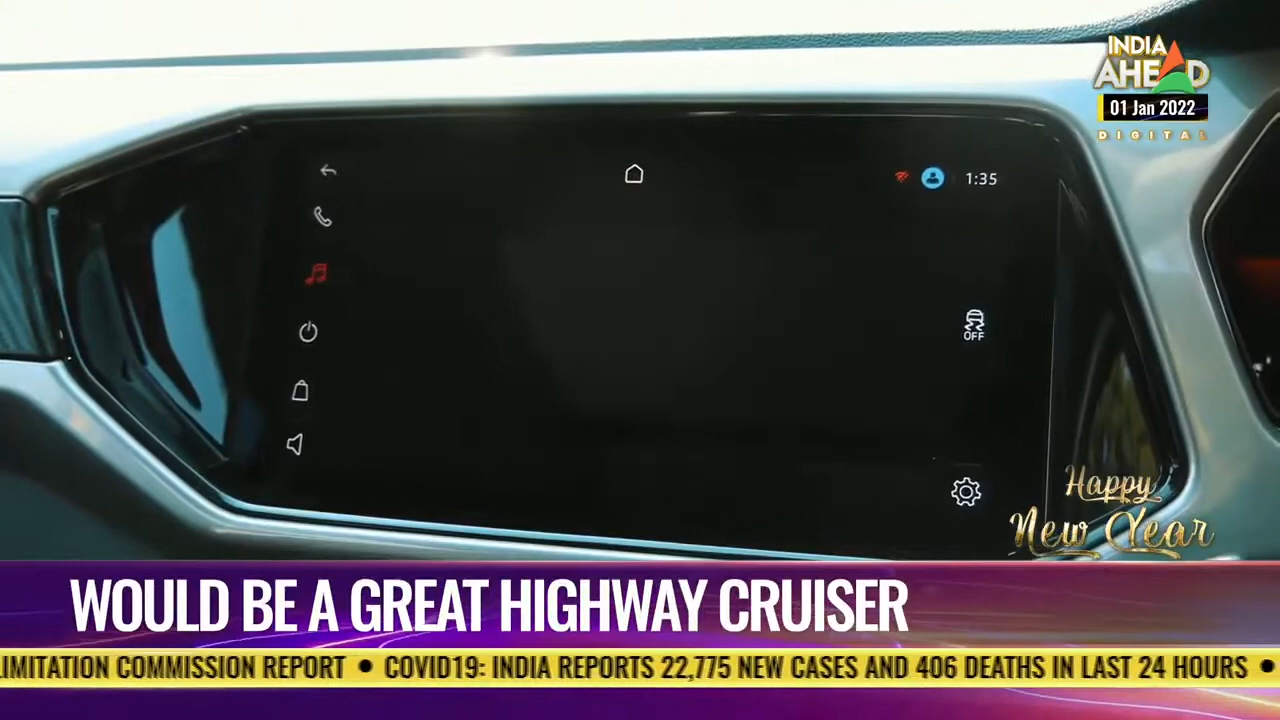 INDIA
AHEAD
01 Jan 2022
DIGITAL
1:35
OFF
Happy
New Year
WOULD BE A GREAT HIGHWAY CRUISER
LIMITATION COMMISSION REPORT • COVID19: INDIA REPORTS 22,775 NEW CASES AND 406 DEATHS IN LAST 24 HOURS •